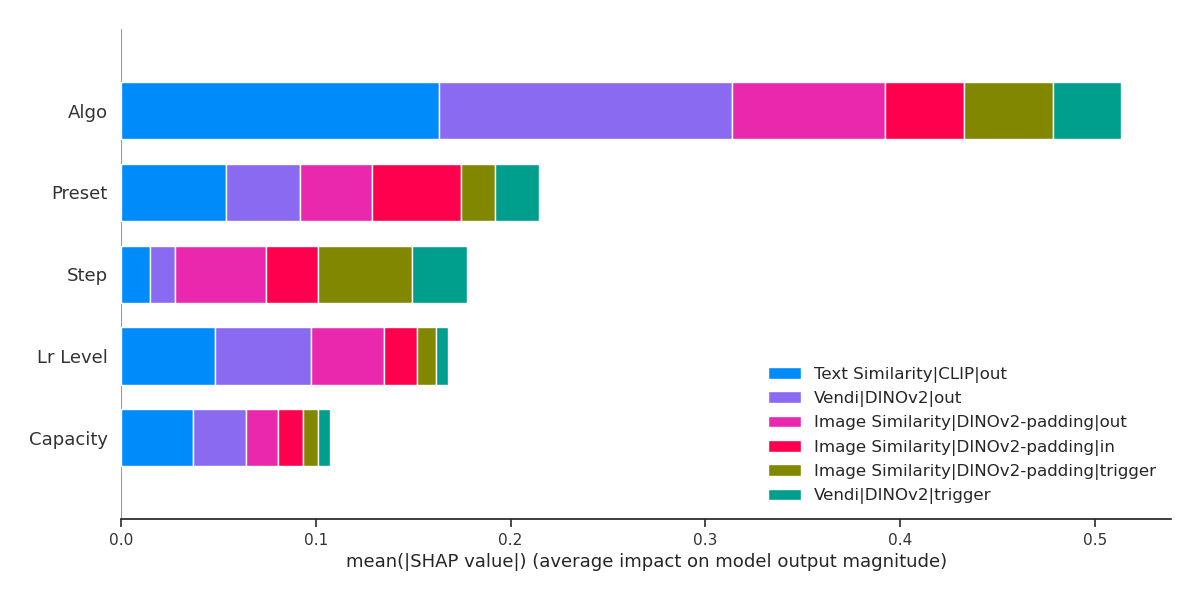 Algo
Preset
Step
Lr Level
Capacity
Text Similarity|CLIP|out
Vendi|DINOv2|out
Image Similarity|DINOv2-padding|out
Image Similarity|DINOv2-padding|in
Image Similarity|DINOv2-padding|trigger
Vendi|DINOv2|trigger
0.0 0.1 0.2 0.3 0.4 0.5
mean(|SHAP value|) (average impact on model output magnitude)